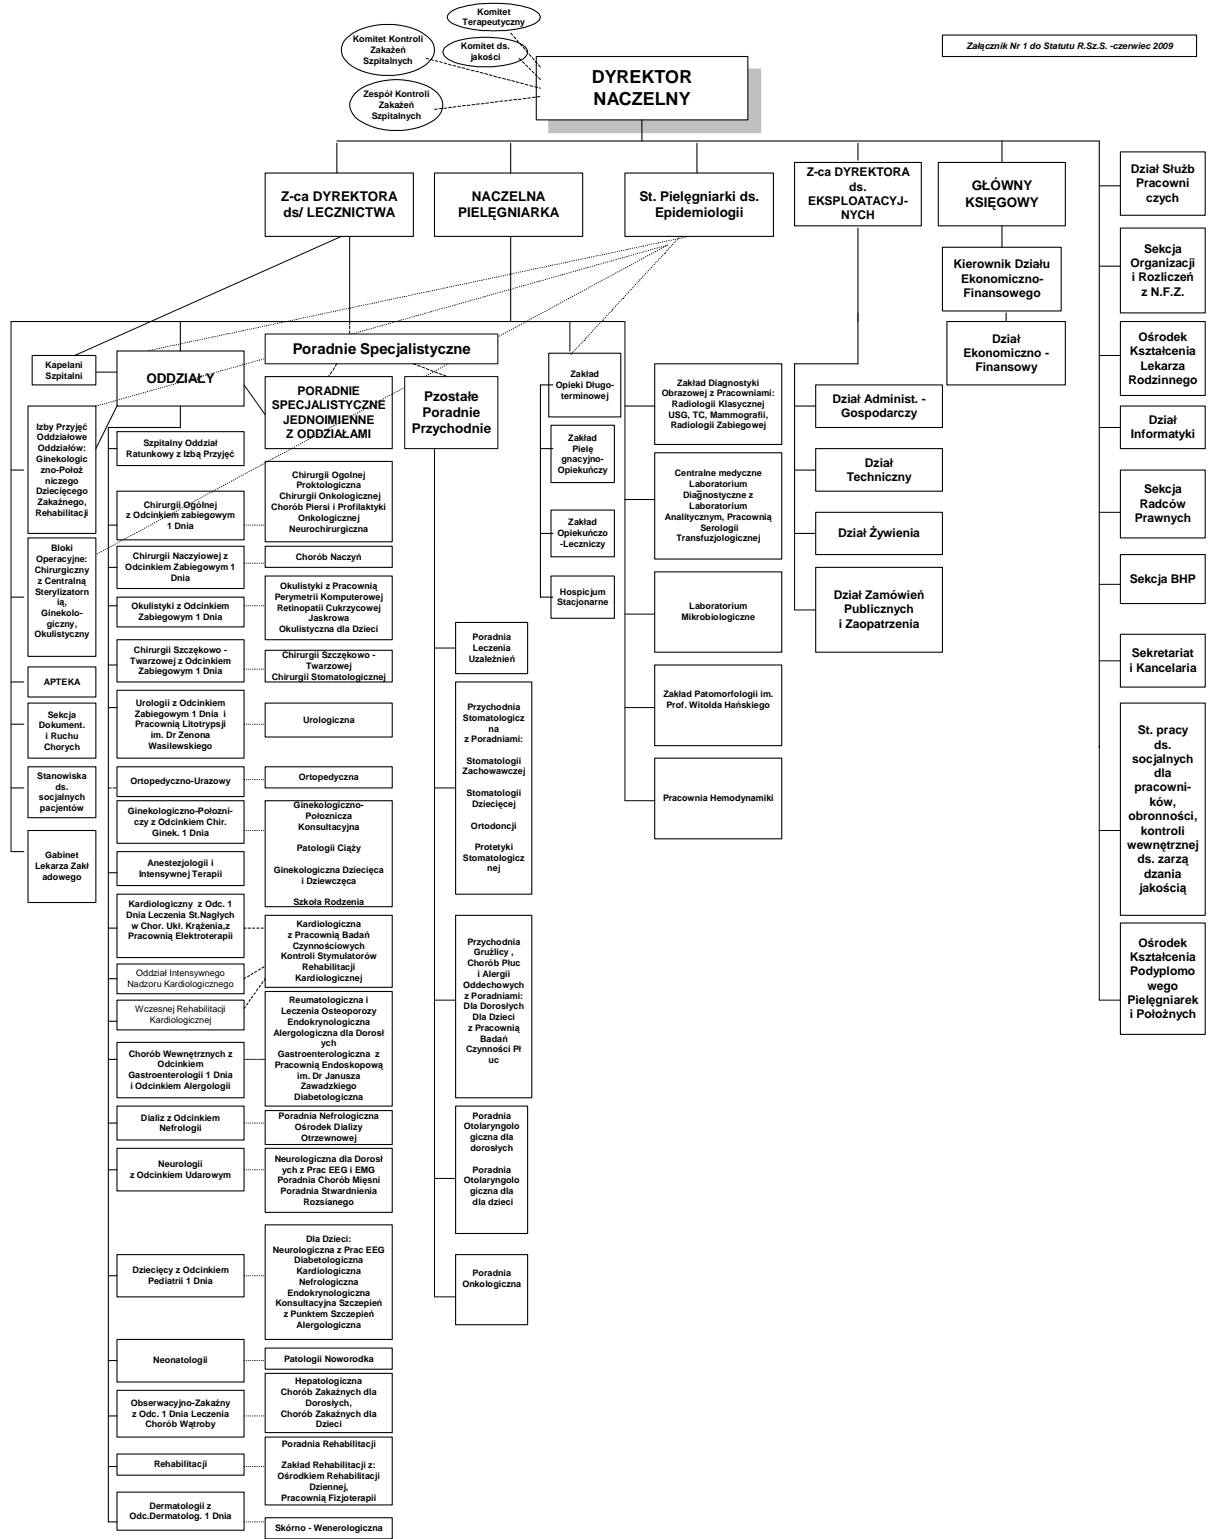 Komitet
Terapeutyczny
Komitet Kontroli
Zakażeń
Szpitalnych
Komitet ds.
jakości
Zespół Kontroli
Zakażeń
Szpitalnych
Załącznik Nr 1 do Statutu R.Sz.S. -czerwiec 2009
DYREKTOR
NACZELNY
Z-ca DYREKTORA
ds/ LECZNICTWA
NACZELNA
PIELĘGNIARKA
St. Pielęgniarki ds.
Epidemiologii
Z-ca DYREKTORA
ds.
EKSPLOATACYJ-
NYCH
GŁÓWNY
KSIĘGOWY
Kierownik Działu
Ekonomiczno-
Finansowego
Dział
Ekonomiczno -
Finansowy
Dział Służb
Pracowni
czych
Sekcja
Organizacji
i Rozliczeń
z N.F.Z.
Ośrodek
Kształcenia
Lekarza
Rodzinnego
Dział
Informatyki
Sekcja
Radców
Prawnych
Sekcja BHP
Sekretariat
i Kancelaria
St. pracy
ds.
socjalnych
dla
pracowni-
ków,
obronności,
kontroli
wewnętrznej
ds. zarzą
dzania
jakością
Ośrodek
Kształcenia
Podyplomo
wego
Pielęgniarek
i Położnych
Kapelani
Szpitalni
ODDZIAŁY
Poradnie Specjalistyczne
PORADNIE
SPECJALISTYCZNE
JEDNOIMIENNE
Z ODDZIAŁAMI
Pzostałe
Poradnie
Przychodnie
Izby Przyjęć
Oddziałowe
Oddziałów:
Ginekologic
zno-Położ
niczego
Dziecięcego
Zakaźnego,
Rehabilitacji
Bloki
Operacyjne:
Chirurgiczny
z Centralną
Sterylizatorn
ią,
Ginekolo-
giczny,
Okulistyczny
APTEKA
Sekcja
Dokument.
i Ruchu
Chorych
Stanowiska
ds.
socjalnych
pacjentów
Gabinet
Lekarza Zakł
adowego
Szpitalny Oddział
Ratunkowy z Izbą Przyjęć
Chirurgii Ogólnej
z Odcinkiem zabiegowym
1 Dnia
Chirurgii Naczyiowej z
Odcinkiem Zabiegowym 1
Dnia
Okulistyki z Odcinkiem
Zabiegowym 1 Dnia
Chirurgii Szczękowo -
Twarzowej z Odcinkiem
Zabiegowym 1 Dnia
Urologii z Odcinkiem
Zabiegowym 1 Dnia i
Pracownią Litotrypsji
im. Dr Zenona
Wasilewskiego
Ortopedyczno-Urazowy
Ginekologiczno-Połozni-
czy z Odcinkiem Chir.
Ginek. 1 Dnia
Anestezjologii i
Intensywnej Terapii
Kardiologiczny z Odc. 1
Dnia Leczenia St.Nagłych
w Chor. Ukł. Krążenia,z
Pracownią Elektroterapii
Oddział Intensywnego
Nadzoru Kardiologicznego
Wczesnej Rehabilitacji
Kardiologicznej
Chorób Wewnętrznych z
Odcinkiem
Gastroenterologii 1 Dnia
i Odcinkiem Alergologii
Dializ z Odcinkiem
Nefrologii
Neurologii
z Odcinkiem Udarowym
Dziecięcy z Odcinkiem
Pediatrii 1 Dnia
Neonatologii
Obserwacyjno-Zakaźny
z Odc. 1 Dnia Leczenia
Chorób Wątroby
Rehabilitacji
Dermatologii z
Odc.Dermatolog. 1 Dnia
Chirurgii Ogolnej
Proktologiczna
Chirurgii Onkologicznej
Chorób Piersi i Profilaktyki
Onkologicznej
Neurochirurgiczna
Chorób Naczyń
Okulistyki z Pracownią
Perymetrii Komputerowej
Retinopatii Cukrzycowej
Jaskrowa
Okulistyczna dla Dzieci
Chirurgii Szczękowo -
Twarzowej
Chirurgii Stomatologicznej
Urologiczna
Ortopedyczna
Ginekologiczno-
Połoznicza
Konsultacyjna
Patologii Ciąży
Ginekologiczna Dziecięca
i Dziewczęca
Szkoła Rodzenia
Kardiologiczna
z Pracownią Badań
Czynnościowych
Kontroli Stymulatorów
Rehabilitacji
Kardiologicznej
Reumatologiczna i
Leczenia Osteoporozy
Endokrynologiczna
Alergologiczna dla Dorosł
ych
Gastroenterologiczna z
Pracownią Endoskopową
im. Dr Janusza
Zawadzkiego
Diabetologiczna
Poradnia Nefrologiczna
Ośrodek Dializy
Otrzewnowej
Neurologiczna dla Dorosł
ych z Prac EEG i EMG
Poradnia Chorób Mięsni
Poradnia Stwardnienia
Rozsianego
Dla Dzieci:
Neurologiczna z Prac EEG
Diabetologiczna
Kardiologiczna
Nefrologiczna
Endokrynologiczna
Konsultacyjna Szczepień
z Punktem Szczepień
Alergologiczna
Patologii Noworodka
Hepatologiczna
Chorób Zakaźnych dla
Dorosłych,
Chorób Zakaźnych dla
Dzieci
Poradnia Rehabilitacji
Zakład Rehabilitacji z:
Ośrodkiem Rehabilitacji
Dziennej,
Pracownią Fizjoterapii
Skórno - Wenerologiczna
Poradnia
Leczenia
Uzależnień
Przychodnia
Stomatologicz
na
z Poradniami:
Stomatologii
Zachowawczej
Stomatologii
Dziecięcej
Ortodoncji
Protetyki
Stomatologicz
nej
Przychodnia
Gruźlicy ,
Chorób Płuc
i Alergii
Oddechowych
z Poradniami:
Dla Dorosłych
Dla Dzieci
z Pracownią
Badań
Czynności Pł
uc
Poradnia
Otolaryngolo
giczna dla
dorosłych
Poradnia
Otolaryngolo
giczna dla
dla dzieci
Poradnia
Onkologiczna
Zakład
Opieki Długo-
terminowej
Zakład
Pielę
gnacyjno-
Opiekuńczy
Zakład
Opiekuńczo
-Leczniczy
Hospicjum
Stacjonarne
Zakład Diagnostyki
Obrazowej z Pracowniami:
Radiologii Klasycznej
USG, TC, Mammografii,
Radiologii Zabiegowej
Centralne medyczne
Laboratorium
Diagnostyczne z
Laboratorium
Analitycznym, Pracownią
Serologii
Transfuzjologicznej
Laboratorium
Mikrobiologiczne
Zakład Patomorfologii im.
Prof. Witolda Hańskiego
Pracownia Hemodynamiki
Dział Administ. -
Gospodarczy
Dział
Techniczny
Dział Żywienia
Dział Zamówień
Publicznych
i Zaopatrzenia